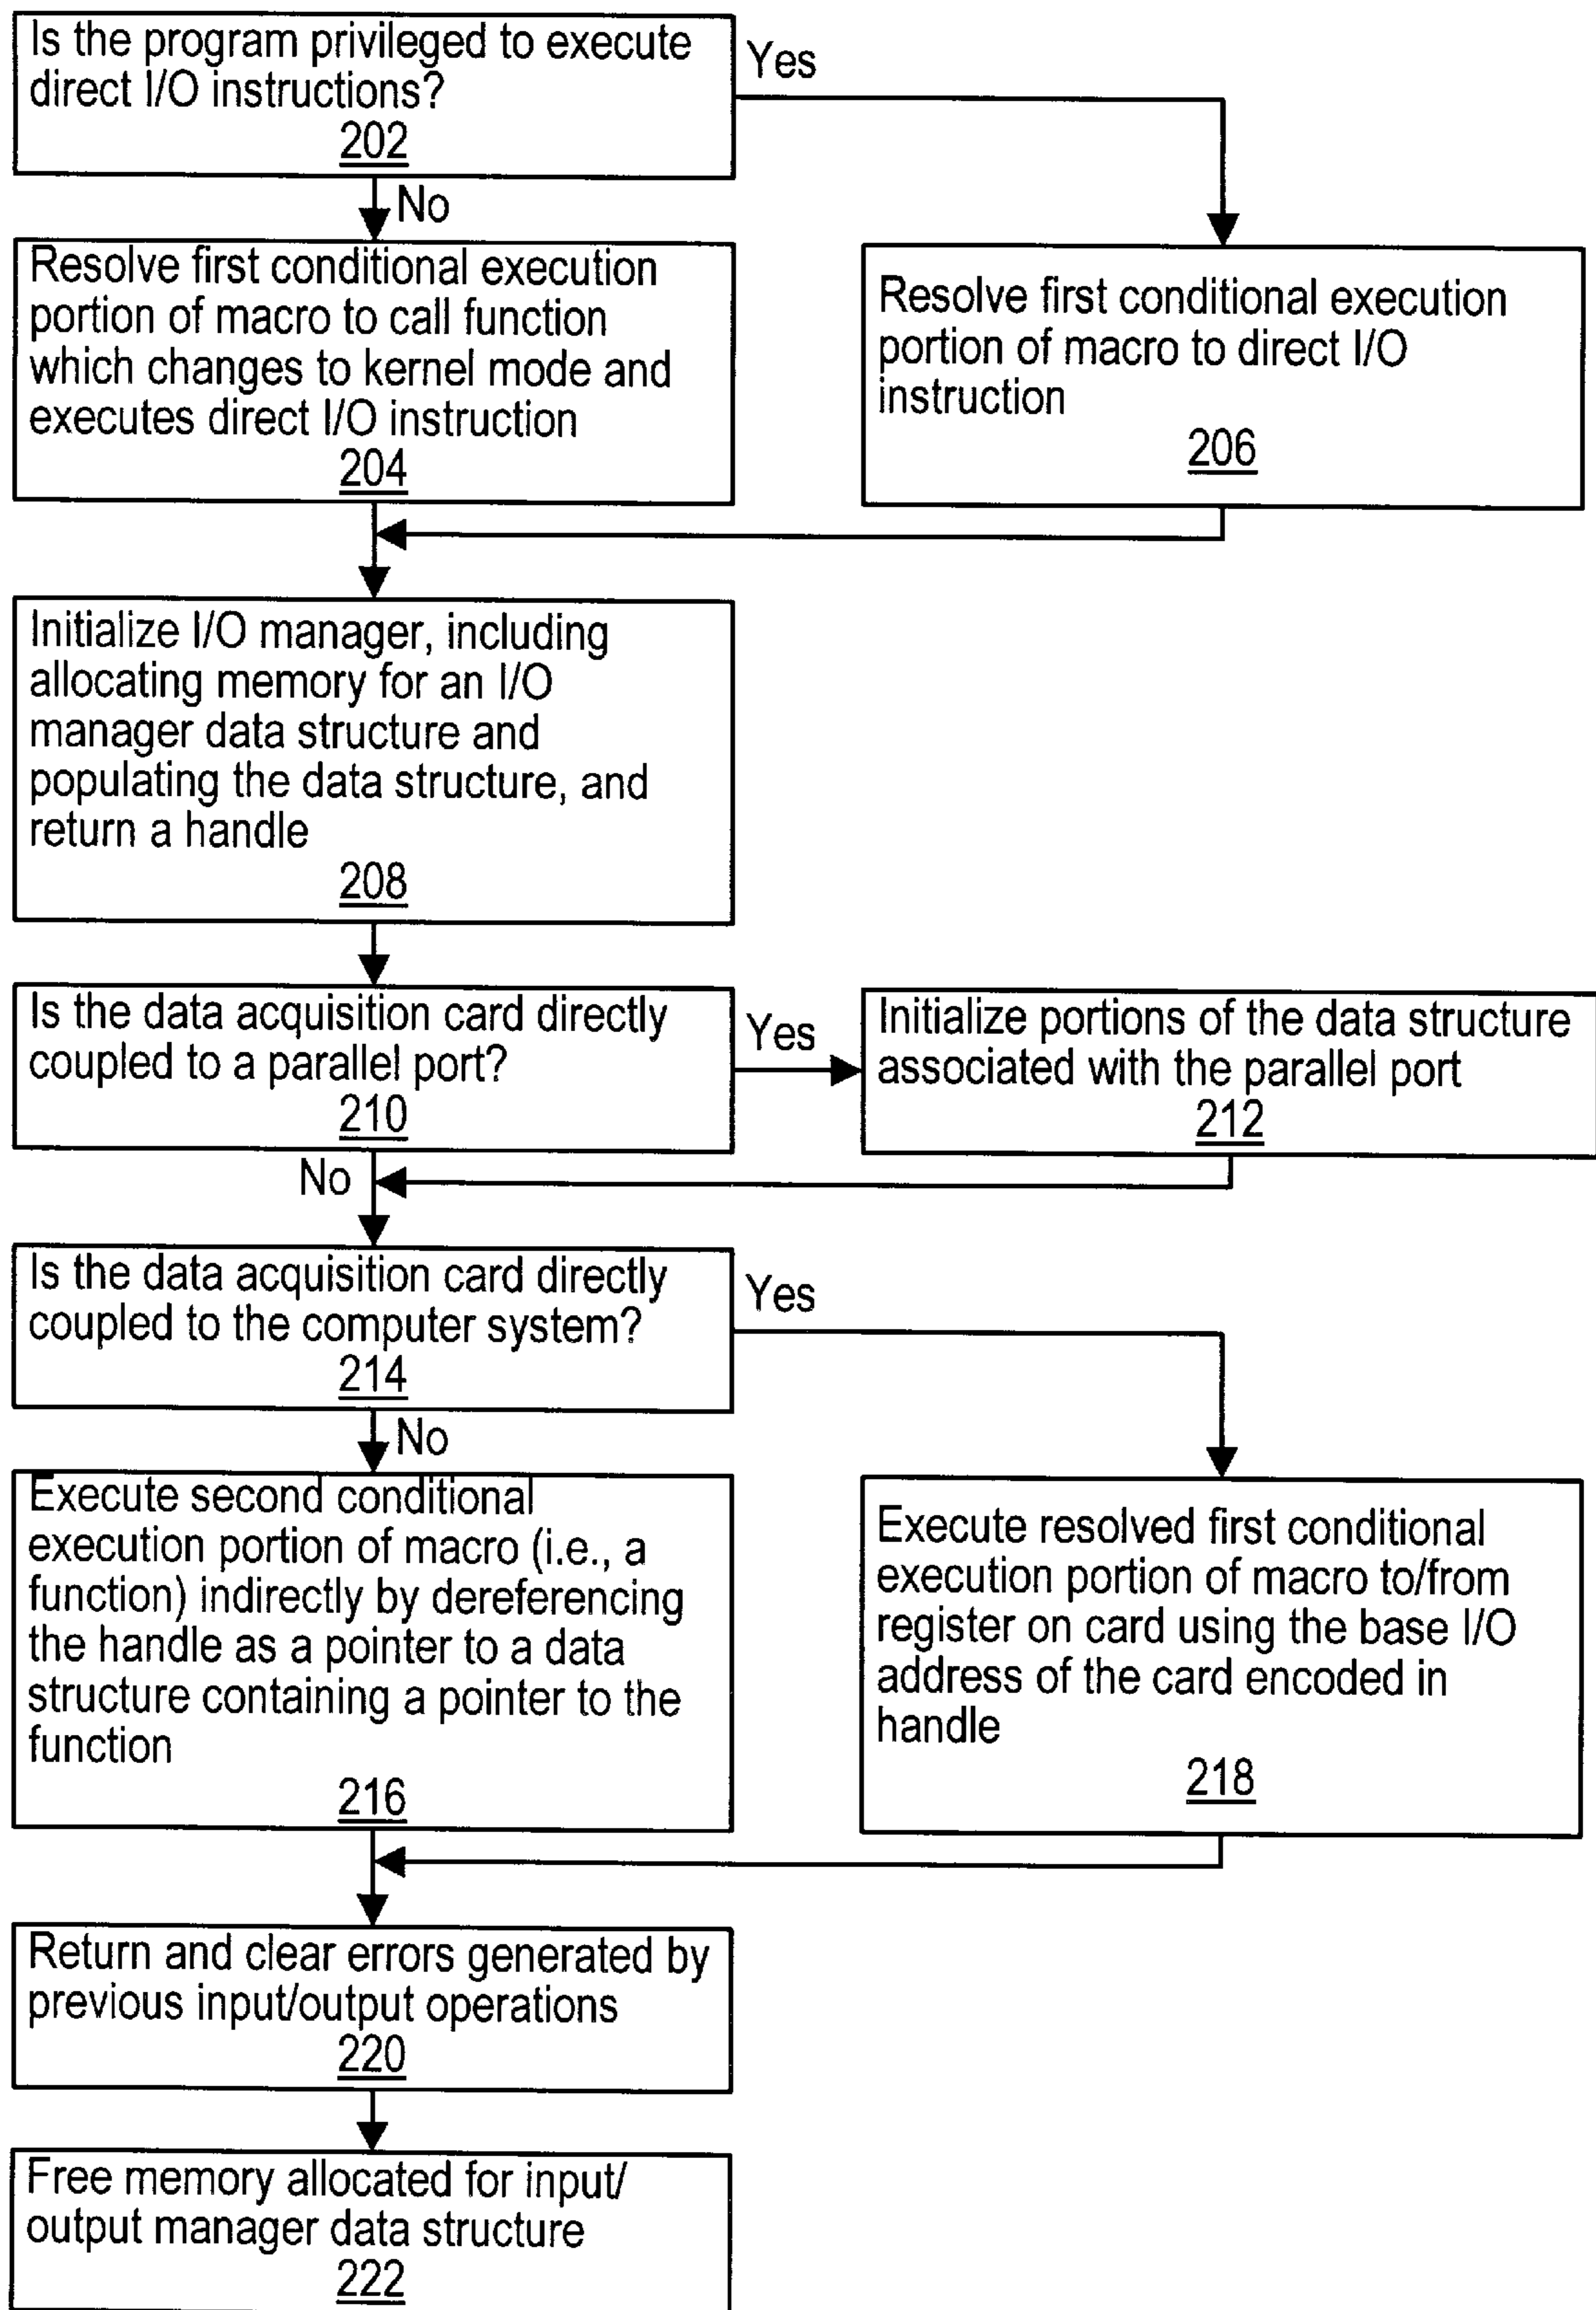 Is the program privileged to execute
direct I/O instructions?
202
Yes
No
Resolve first conditional execution
portion of macro to call function
which changes to kernel mode and
executes direct I/O instruction
204
Resolve first conditional execution
portion of macro to direct I/O
instruction
206
Initialize I/O manager, including
allocating memory for an I/O
manager data structure and
populating the data structure, and
return a handle
208
Is the data acquisition card directly
coupled to a parallel port?
210
Yes
Initialize portions of the data structure
associated with the parallel port
212
No
Is the data acquisition card directly
coupled to the computer system?
214
Yes
No
Execute second conditional
execution portion of macro (i.e., a
function) indirectly by dereferencing
the handle as a pointer to a data
structure containing a pointer to the
function
216
Execute resolved first conditional
execution portion of macro to/from
register on card using the base I/O
address of the card encoded in
handle
218
Return and clear errors generated by
previous input/output operations
220
Free memory allocated for input/
output manager data structure
222